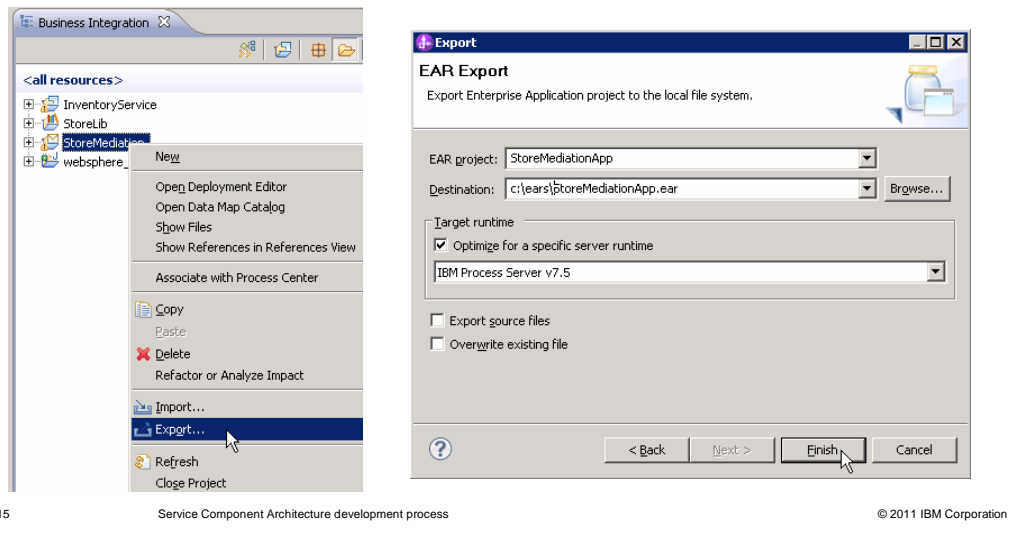 Business Integration
<all resources>
InventoryService
StoreLib
StoreMediation
websphere_
New
Open Deployment Editor
Open Data Map Catalog
Show Files
Show References in References View
Associate with Process Center
Copy
Paste
Delete
Refactor or Analyze Impact
Import...
Export...
Refresh
Close Project
Export
EAR Export
Export Enterprise Application project to the local file system.
EAR project: StoreMediationApp
Destination: c:\ears\StoreMediationApp.ear Browse...
Target runtime
Optimize for a specific server runtime
IBM Process Server v7.5
Export source files
Overwrite existing file
< Back Next > Finish Cancel
15 Service Component Architecture development process © 2011 IBM Corporation